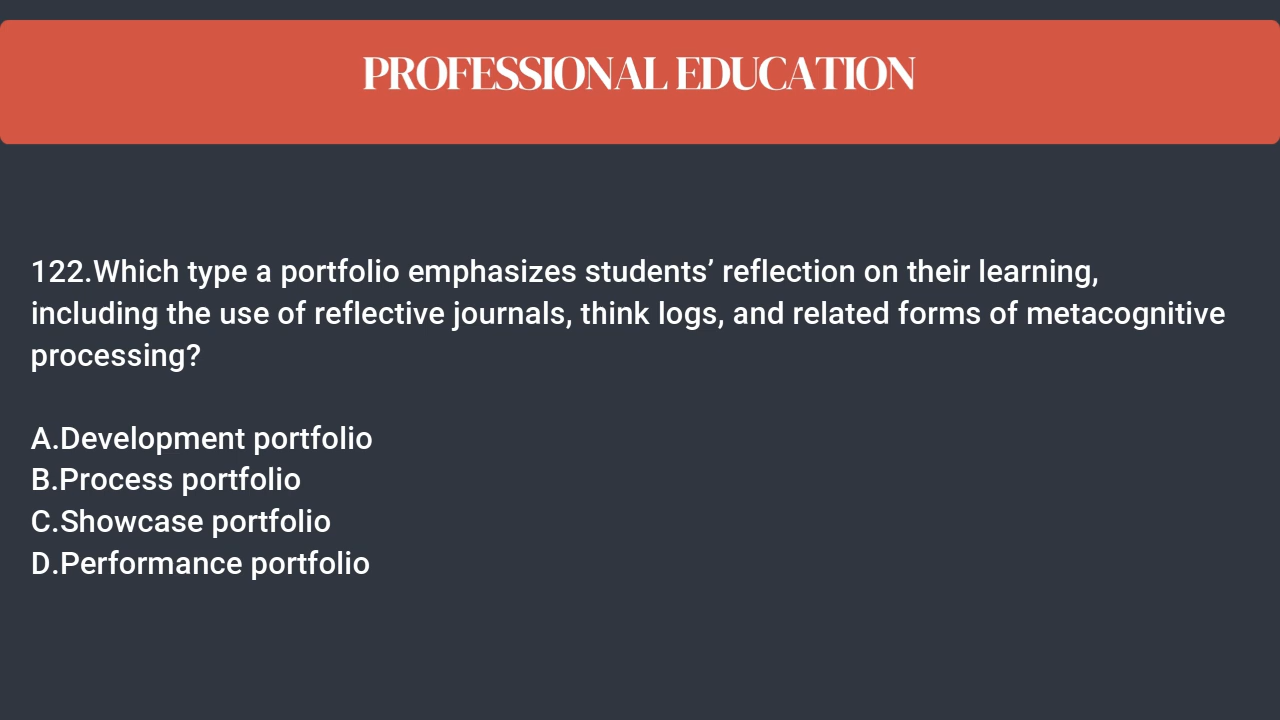 PROFESSIONAL EDUCATION
122.Which type a portfolio emphasizes students’ reflection on their learning,
including the use of reflective journals, think logs, and related forms of metacognitive
processing?
A.Development portfolio
B.Process portfolio
C.Showcase portfolio
D.Performance portfolio